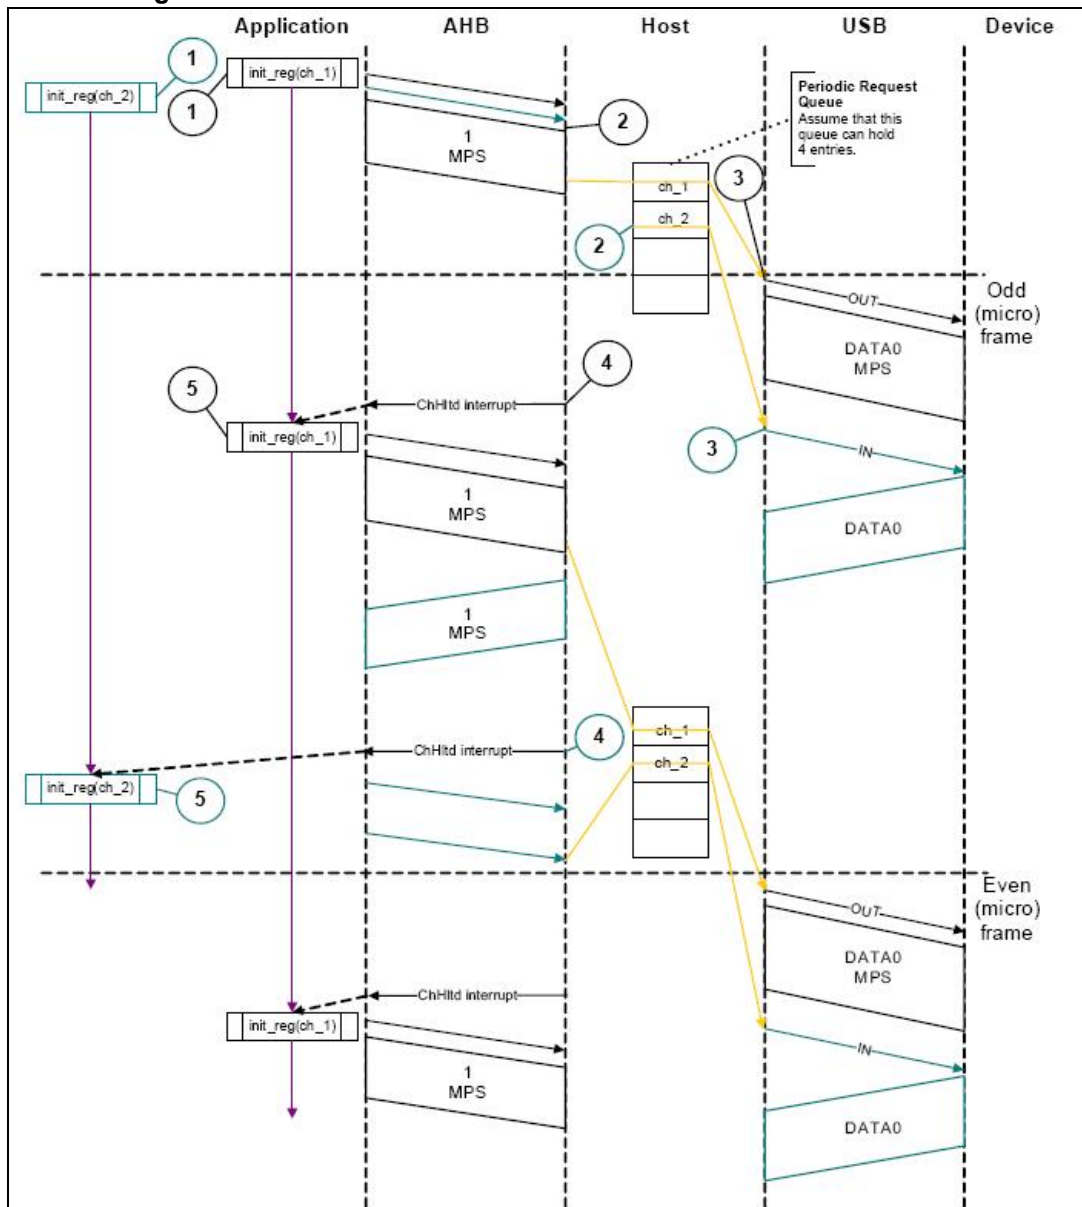 Application AHB Host USB Device
1
init_reg(ch_1)
init_reg(ch_2)
1
Periodic Request
Queue
Assume that this
queue can hold
4 entries.
2
1
MPS
3
ch_1
ch_2
2
Odd
(micro)
frame
OUT
DATA0
MPS
4
5
ChHltd interrupt
init_reg(ch_1)
3
IN
1
MPS
DATA0
1
MPS
ch_1
4
ChHltd interrupt
ch_2
init_reg(ch_2)
5
Even
(micro)
frame
OUT
DATA0
MPS
ChHltd interrupt
init_reg(ch_1)
IN
1
MPS
DATA0